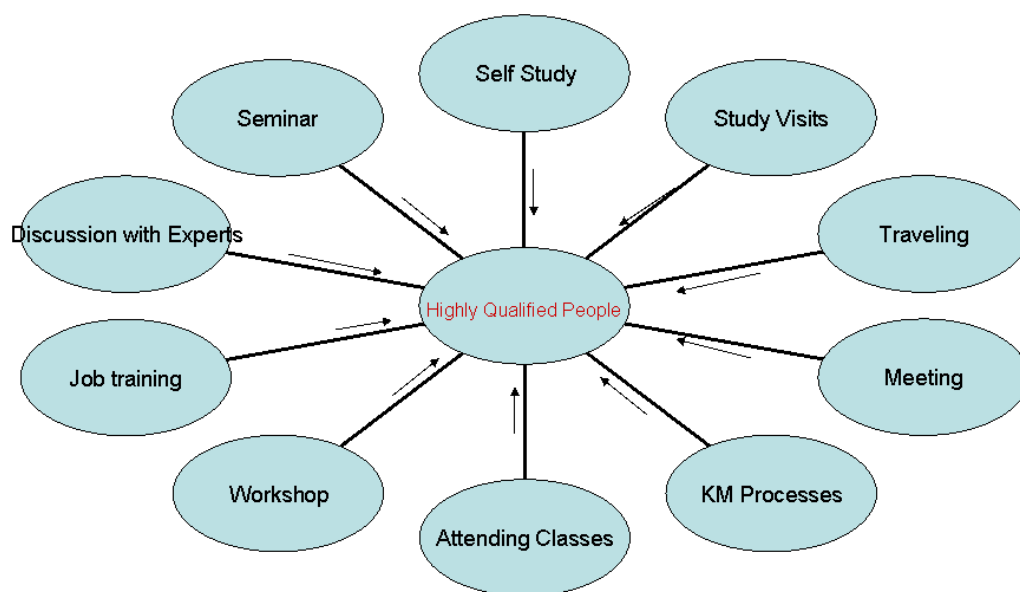 Self Study
Seminar
Study Visits
Discussion with Experts
Traveling
Highly Qualified People
Job training
Meeting
Workshop
KM Processes
Attending Classes